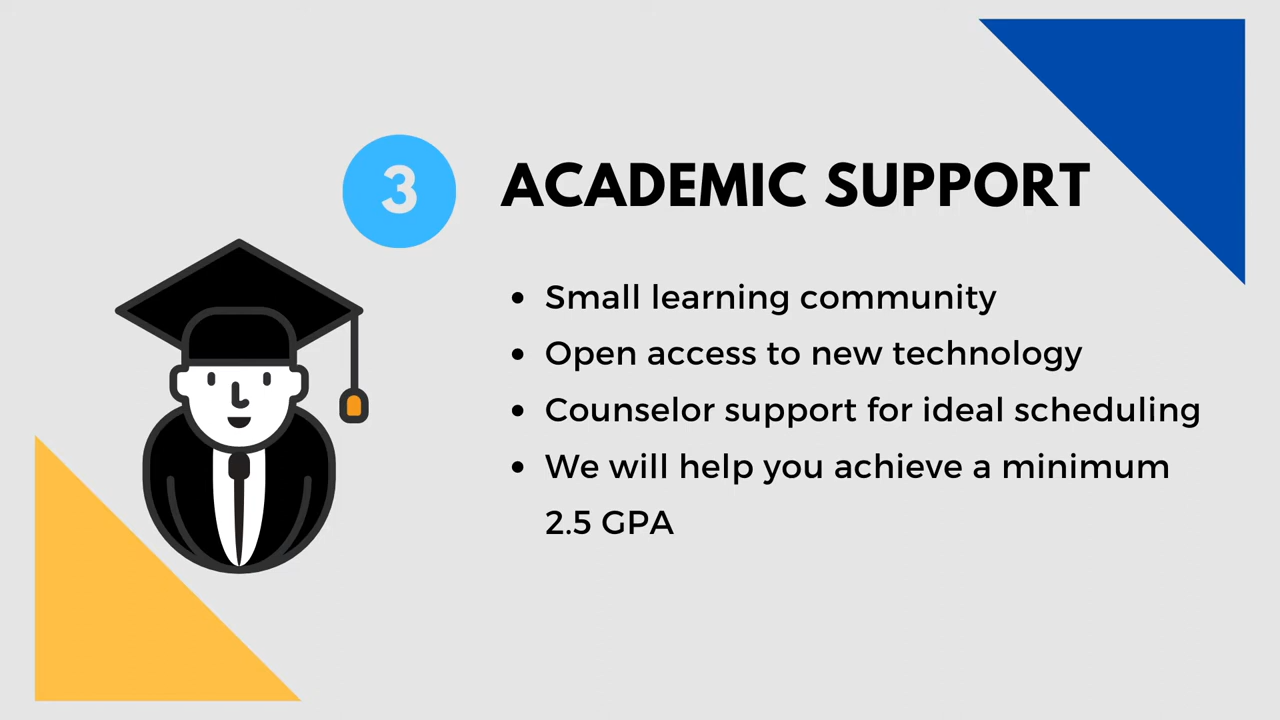 3
ACADEMIC SUPPORT
• Small learning community
• Open access to new technology
• Counselor support for ideal scheduling
• We will help you achieve a minimum
2.5 GPA